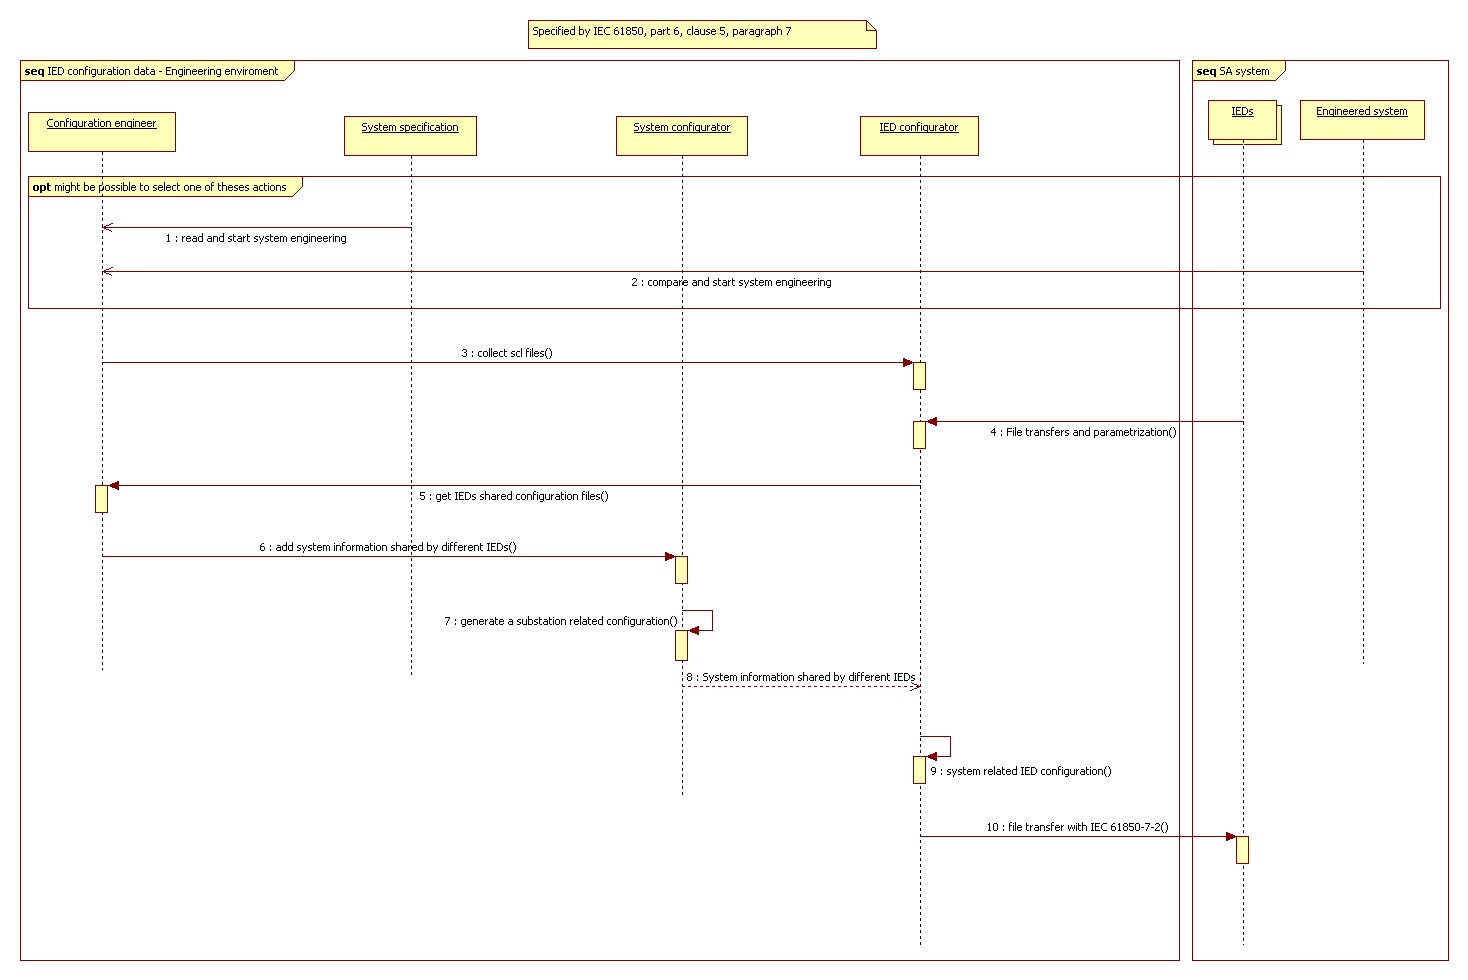 Specified by IEC 61850, part 6, clause 5, paragraph 7
seq IED configuration data - Engineering enviroment
seq SA system
Configuration engineer
System specification
System configurator
IED configurator
IEDs
Engineered system
opt might be possible to select one of theses actions
1 : read and start system engineering
2 : compare and start system engineering
3 : collect scl files()
4 : File transfers and parametrization()
5 : get IEDs shared configuration files()
6 : add system information shared by different IEDs()
7 : generate a substation related configuration()
8 : System information shared by different IEDs
9 : system related IED configuration()
10 : file transfer with IEC 61850-7-2()